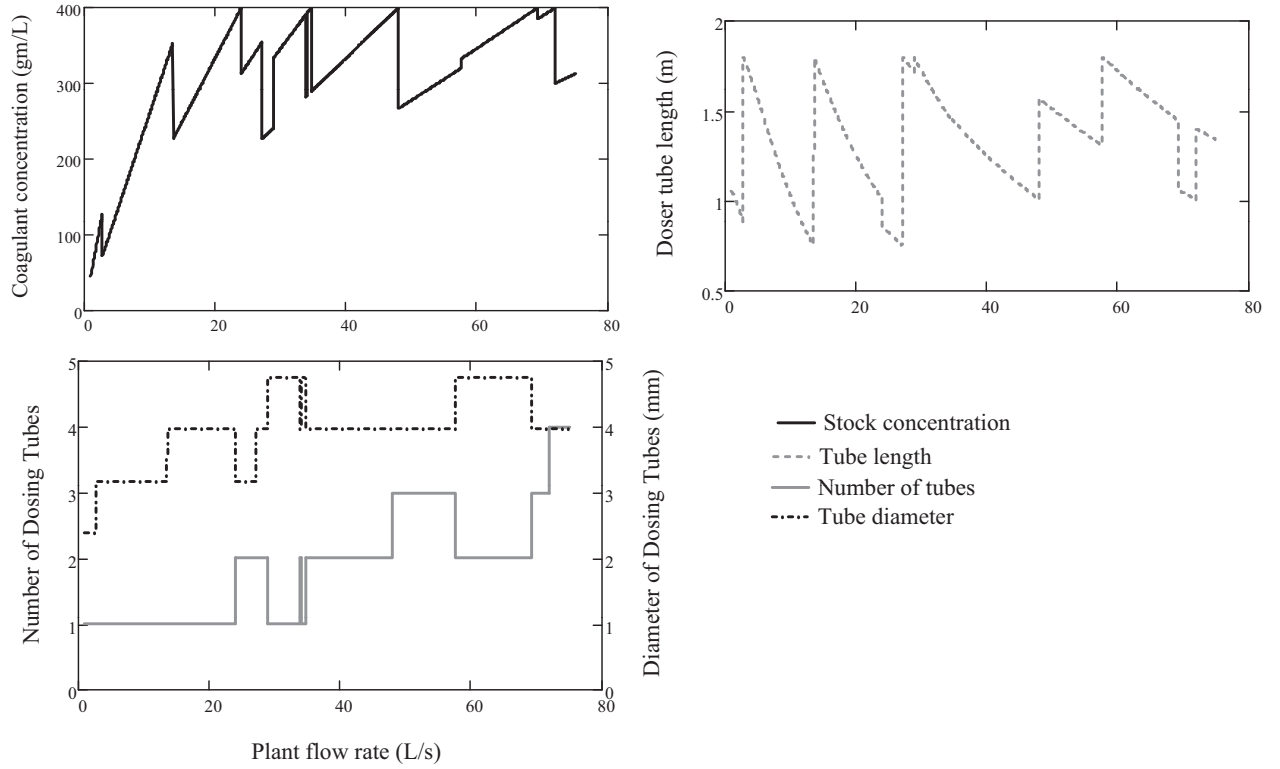 Coagulant concentration (gm/L)
400
300
200
100
0
0 20 40 60 80
Doser tube length (m)
2
1.5
1
0.5
0 20 40 60 80
Number of Dosing Tubes
5
4
3
2
1
0
0 20 40 60 80
5
4
3
2
1
0
Diameter of Dosing Tubes (mm)
Plant flow rate (L/s)
Stock concentration
Tube length
Number of tubes
Tube diameter